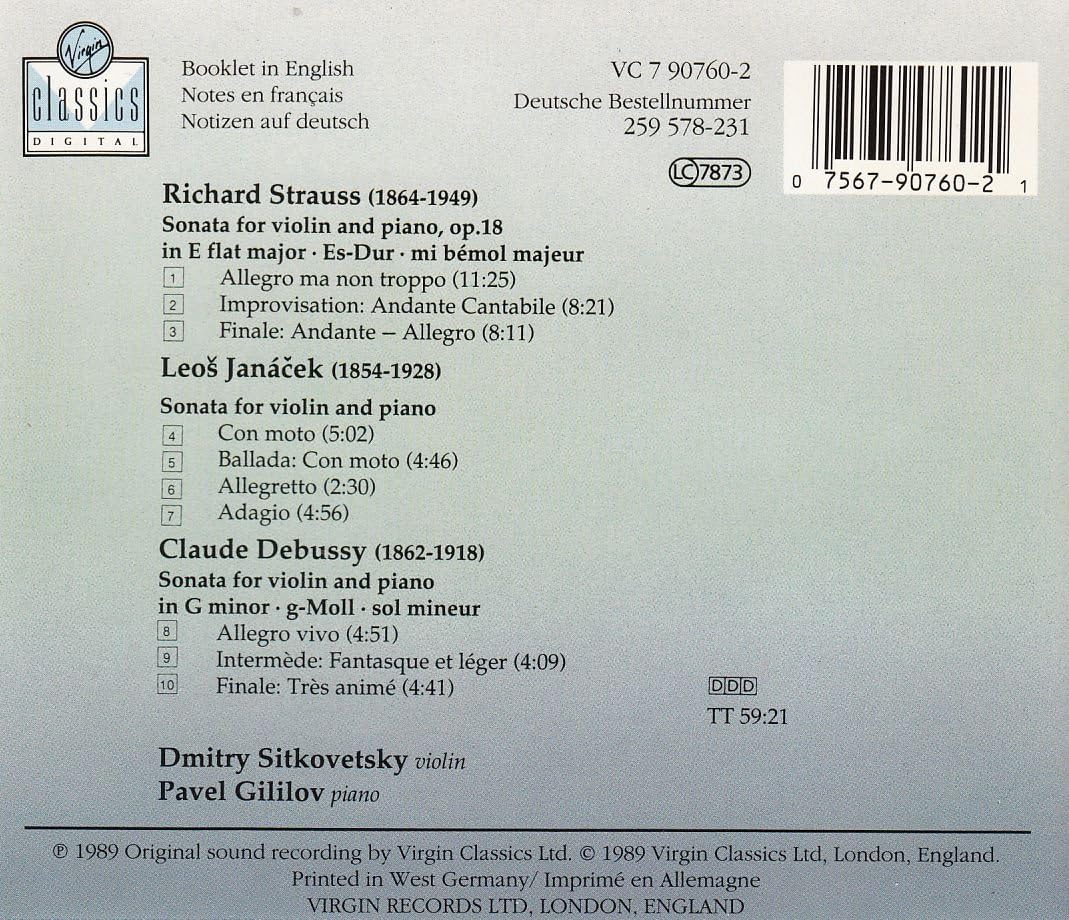 Virgin
classics
DIGITAL
Booklet in English
Notes en français
Notizen auf deutsch
VC 7 90760-2
Deutsche Bestellnummer
259 578-231
LC 7873
0 7567-90760-2 1
Richard Strauss (1864-1949)
Sonata for violin and piano, op.18
in E flat major · Es-Dur · mi bémol majeur
1 Allegro ma non troppo (11:25)
2 Improvisation: Andante Cantabile (8:21)
3 Finale: Andante – Allegro (8:11)
Leoš Janáček (1854-1928)
Sonata for violin and piano
4 Con moto (5:02)
5 Ballada: Con moto (4:46)
6 Allegretto (2:30)
7 Adagio (4:56)
Claude Debussy (1862-1918)
Sonata for violin and piano
in G minor · g-Moll · sol mineur
8 Allegro vivo (4:51)
9 Intermède: Fantasque et léger (4:09)
10 Finale: Très animé (4:41)
DDD
TT 59:21
Dmitry Sitkovetsky violin
Pavel Gililov piano
℗ 1989 Original sound recording by Virgin Classics Ltd. © 1989 Virgin Classics Ltd, London, England.
Printed in West Germany/ Imprimé en Allemagne
VIRGIN RECORDS LTD, LONDON, ENGLAND